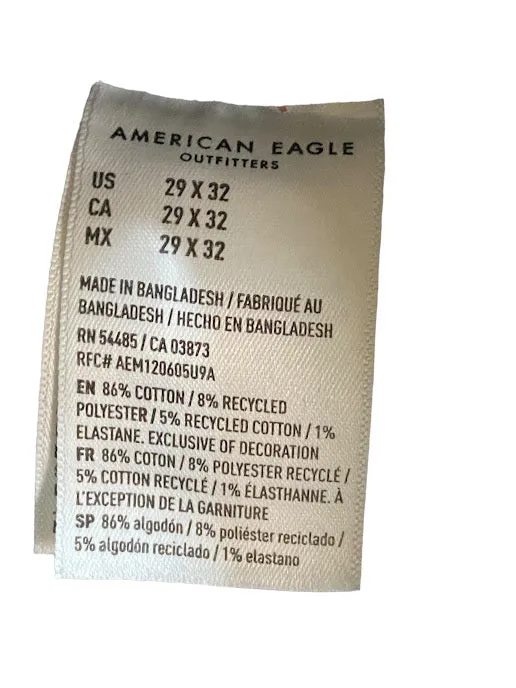 AMERICAN EAGLE
OUTFITTERS
US 29 X 32
CA 29 X 32
MX 29 X 32
MADE IN BANGLADESH / FABRIQUÉ AU
BANGLADESH / HECHO EN BANGLADESH
RN 54485 / CA 03873
RFC# AEM120605U9A
EN 86% COTTON / 8% RECYCLED
POLYESTER / 5% RECYCLED COTTON / 1%
ELASTANE. EXCLUSIVE OF DECORATION
FR 86% COTON / 8% POLYESTER RECYCLÉ /
5% COTTON RECYCLÉ / 1% ÉLASTHANNE. À
L'EXCEPTION DE LA GARNITURE
SP 86% algodón / 8% poliéster reciclado /
5% algodón reciclado / 1% elastano